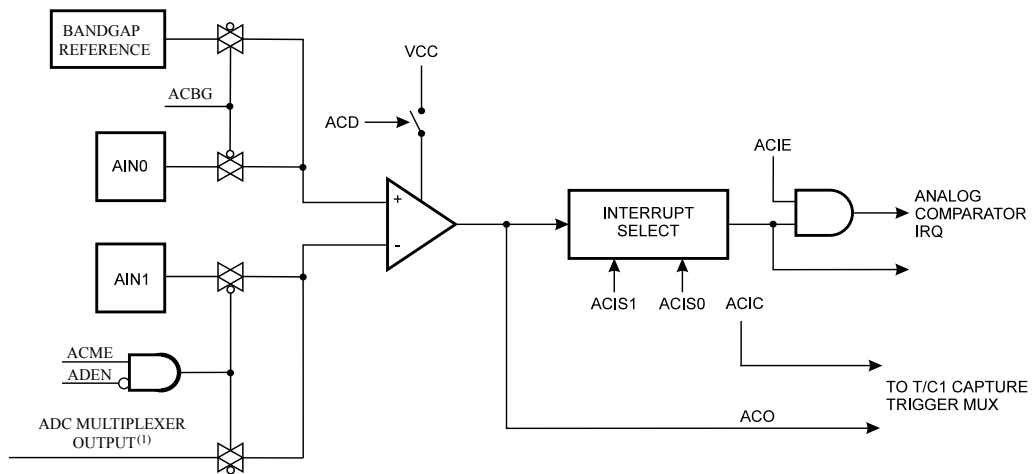 BANDGAP
REFERENCE
VCC
ACBG
ACD
AIN0
+
-
ACIE
INTERRUPT
SELECT
ANALOG
COMPARATOR
IRQ
AIN1
ACIS1
ACIS0
ACIC
ACME
ADEN
TO T/C1 CAPTURE
TRIGGER MUX
ADC MULTIPLEXER
OUTPUT(1)
ACO